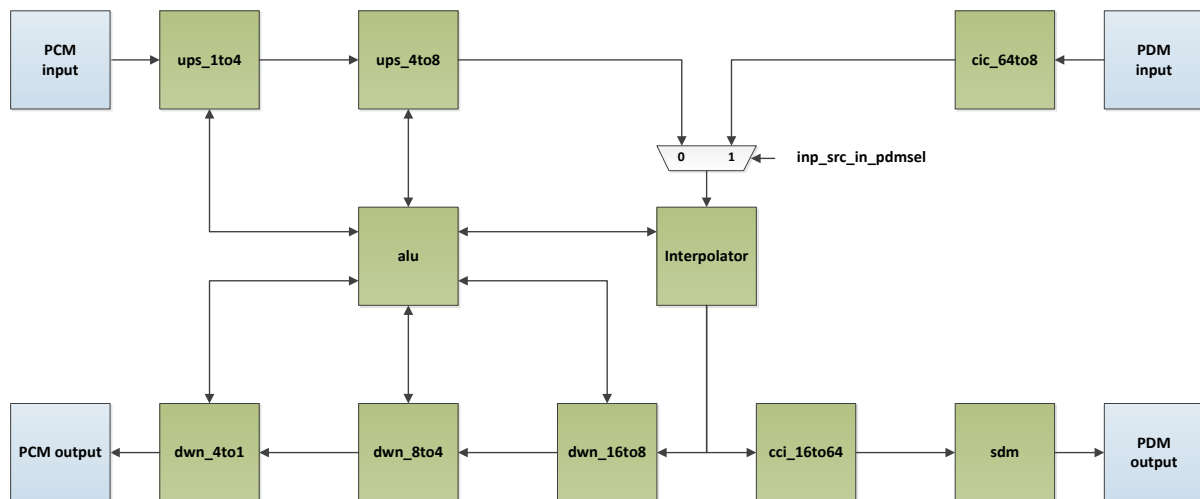 PCM
input
ups_1to4
ups_4to8
cic_64to8
PDM
input
0
1
inp_src_in_pdmsel
alu
Interpolator
PCM output
dwn_4to1
dwn_8to4
dwn_16to8
cci_16to64
sdm
PDM
output